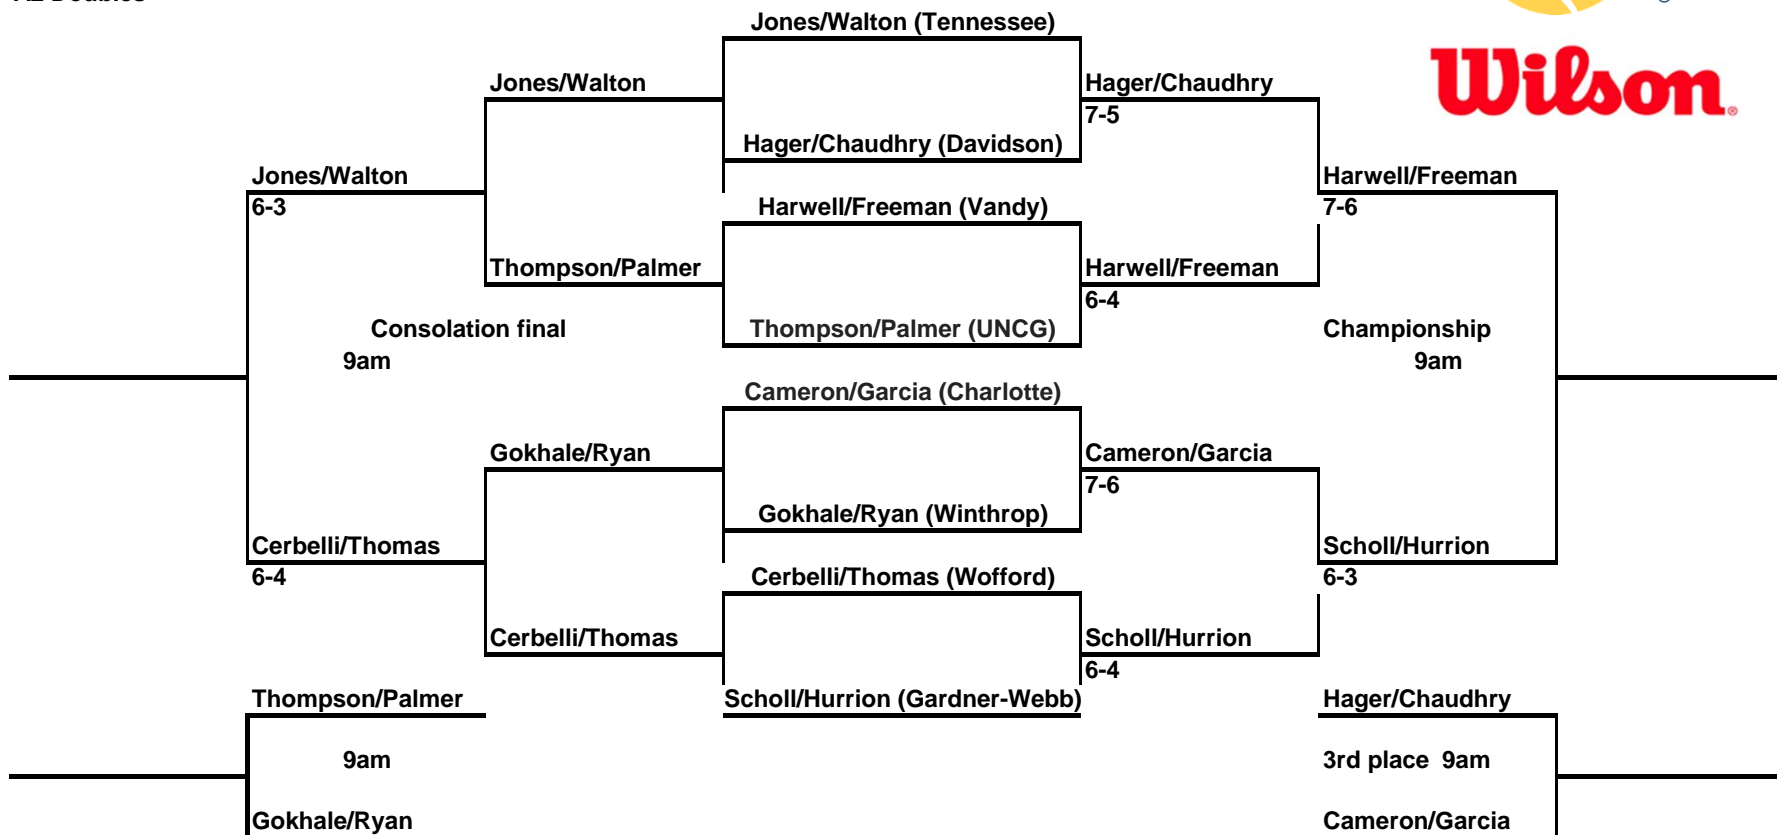 Jones/Walton (Tennessee)
Wilson
Jones/Walton
Hager/Chaudhry
7-5
Hager/Chaudhry (Davidson)
Jones/Walton
Harwell/Freeman
6-3
Harwell/Freeman (Vandy)
7-6
Thompson/Palmer
Harwell/Freeman
6-4
Consolation final
Thompson/Palmer (UNCG)
Championship
9am
9am
Cameron/Garcia (Charlotte)
Gokhale/Ryan
Cameron/Garcia
7-6
Gokhale/Ryan (Winthrop)
Cerbelli/Thomas
Scholl/Hurrion
6-4
Cerbelli/Thomas (Wofford)
6-3
Cerbelli/Thomas
Scholl/Hurrion
6-4
Thompson/Palmer
Scholl/Hurrion (Gardner-Webb)
Hager/Chaudhry
9am
3rd place 9am
Gokhale/Ryan
Cameron/Garcia